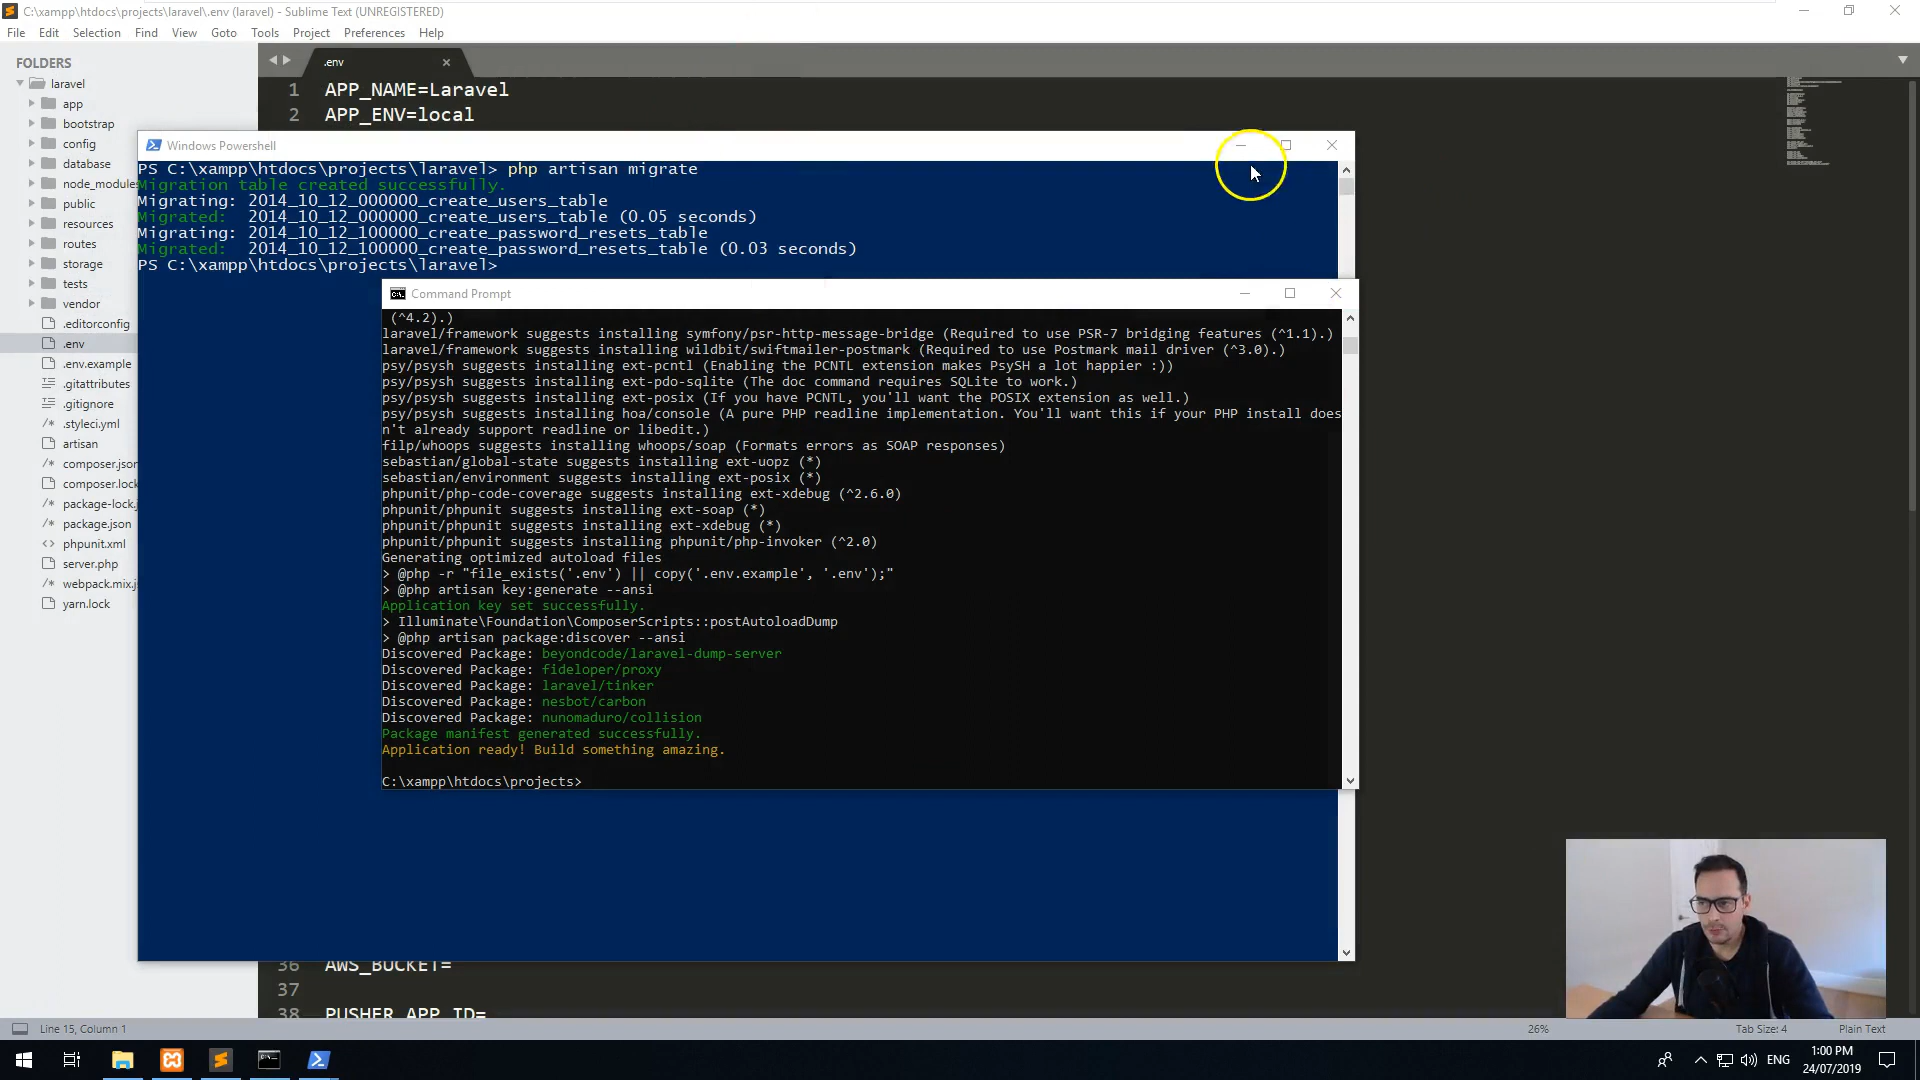 C:\xampp\htdocs\projects\laravel\.env (laravel) - Sublime Text (UNREGISTERED)
File Edit Selection Find View Goto Tools Project Preferences Help
FOLDERS
laravel
app
bootstrap
config
database
node_modules
public
resources
routes
storage
tests
vendor
.editorconfig
.env
.env.example
.gitattributes
.gitignore
.styleci.yml
artisan
composer.json
composer.lock
package-lock.j
package.json
phpunit.xml
server.php
webpack.mix.j
yarn.lock
.env
1 APP_NAME=Laravel
2 APP_ENV=local
Windows Powershell
PS C:\xampp\htdocs\projects\laravel> php artisan migrate
Migration table created successfully.
Migrating: 2014_10_12_000000_create_users_table
Migrated:  2014_10_12_000000_create_users_table (0.05 seconds)
Migrating: 2014_10_12_100000_create_password_resets_table
Migrated:  2014_10_12_100000_create_password_resets_table (0.03 seconds)
PS C:\xampp\htdocs\projects\laravel>
Command Prompt
(^4.2).)
laravel/framework suggests installing symfony/psr-http-message-bridge (Required to use PSR-7 bridging features (^1.1).)
laravel/framework suggests installing wildbit/swiftmailer-postmark (Required to use Postmark mail driver (^3.0).)
psy/psysh suggests installing ext-pcntl (Enabling the PCNTL extension makes PsySH a lot happier :))
psy/psysh suggests installing ext-pdo-sqlite (The doc command requires SQLite to work.)
psy/psysh suggests installing ext-posix (If you have PCNTL, you'll want the POSIX extension as well.)
psy/psysh suggests installing hoa/console (A pure PHP readline implementation. You'll want this if your PHP install does
n't already support readline or libedit.)
filp/whoops suggests installing whoops/soap (Formats errors as SOAP responses)
sebastian/global-state suggests installing ext-uopz (*)
sebastian/environment suggests installing ext-posix (*)
phpunit/php-code-coverage suggests installing ext-xdebug (^2.6.0)
phpunit/phpunit suggests installing ext-soap (*)
phpunit/phpunit suggests installing ext-xdebug (*)
phpunit/phpunit suggests installing phpunit/php-invoker (^2.0)
Generating optimized autoload files
> @php -r "file_exists('.env') || copy('.env.example', '.env');"
> @php artisan key:generate --ansi
Application key set successfully.
> Illuminate\Foundation\ComposerScripts::postAutoloadDump
> @php artisan package:discover --ansi
Discovered Package: beyondcode/laravel-dump-server
Discovered Package: fideloper/proxy
Discovered Package: laravel/tinker
Discovered Package: nesbot/carbon
Discovered Package: nunomaduro/collision
Package manifest generated successfully.
Application ready! Build something amazing.
C:\xampp\htdocs\projects>
36 AWS_BUCKET=
37
38 PUSHER_APP_ID=
Line 15, Column 1
26%
Tab Size: 4
Plain Text
ENG
1:00 PM
24/07/2019